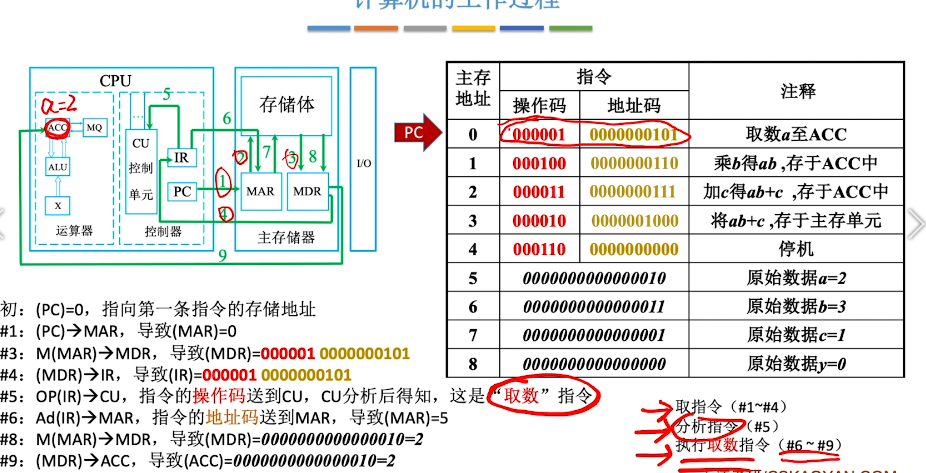 计算机的工作过程
CPU
a=2
ACC
MQ
ALU
X
运算器
CU
控制
单元
IR
PC
控制器
5
6
1
4
9
存储体
2
7
3
8
MAR
MDR
主存储器
I/O
PC
主存地址 指令 注释
操作码 地址码
0 000001 0000000101 取数a至ACC
1 000100 0000000110 乘b得ab,存于ACC中
2 000011 0000000111 加c得ab+c ,存于ACC中
3 000010 0000001000 将ab+c ,存于主存单元
4 000110 0000000000 停机
5 0000000000000010 原始数据a=2
6 0000000000000011 原始数据b=3
7 0000000000000001 原始数据c=1
8 0000000000000000 原始数据y=0
初：(PC)=0，指向第一条指令的存储地址
#1：(PC)→MAR，导致(MAR)=0
#3：M(MAR)→MDR，导致(MDR)=000001 0000000101
#4：(MDR)→IR，导致(IR)=000001 0000000101
#5：OP(IR)→CU，指令的操作码送到CU，CU分析后得知，这是“取数”指令
#6：Ad(IR)→MAR，指令的地址码送到MAR，导致(MAR)=5
#8：M(MAR)→MDR，导致(MDR)=0000000000000010=2
#9：(MDR)→ACC，导致(ACC)=0000000000000010=2
取指令（#1~#4）
分析指令（#5）
执行取数指令（#6 ~ #9）